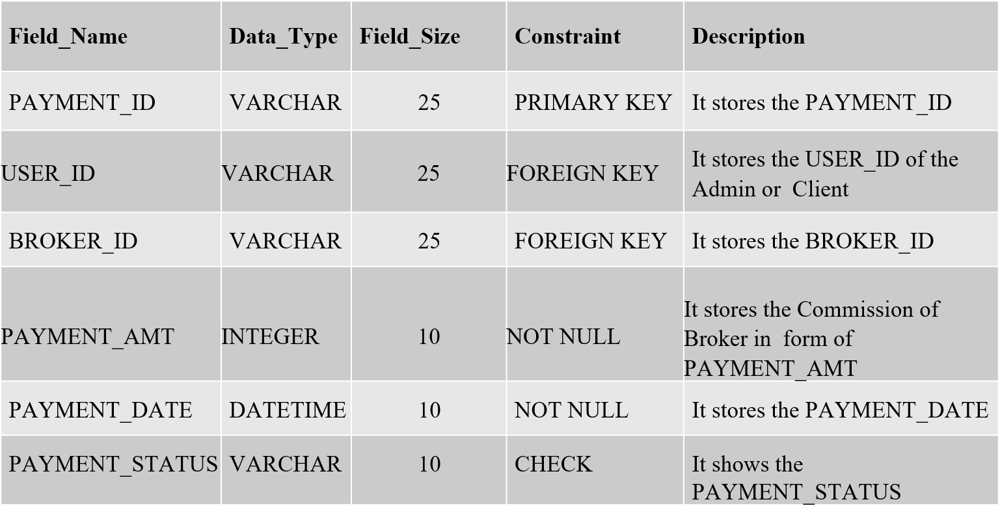 Field_Name Data_Type Field_Size Constraint Description
PAYMENT_ID VARCHAR 25 PRIMARY KEY It stores the PAYMENT_ID
USER_ID VARCHAR 25 FOREIGN KEY It stores the USER_ID of the
Admin or Client
BROKER_ID VARCHAR 25 FOREIGN KEY It stores the BROKER_ID
PAYMENT_AMT INTEGER 10 NOT NULL It stores the Commission of
Broker in form of
PAYMENT_AMT
PAYMENT_DATE DATETIME 10 NOT NULL It stores the PAYMENT_DATE
PAYMENT_STATUS VARCHAR 10 CHECK It shows the
PAYMENT_STATUS